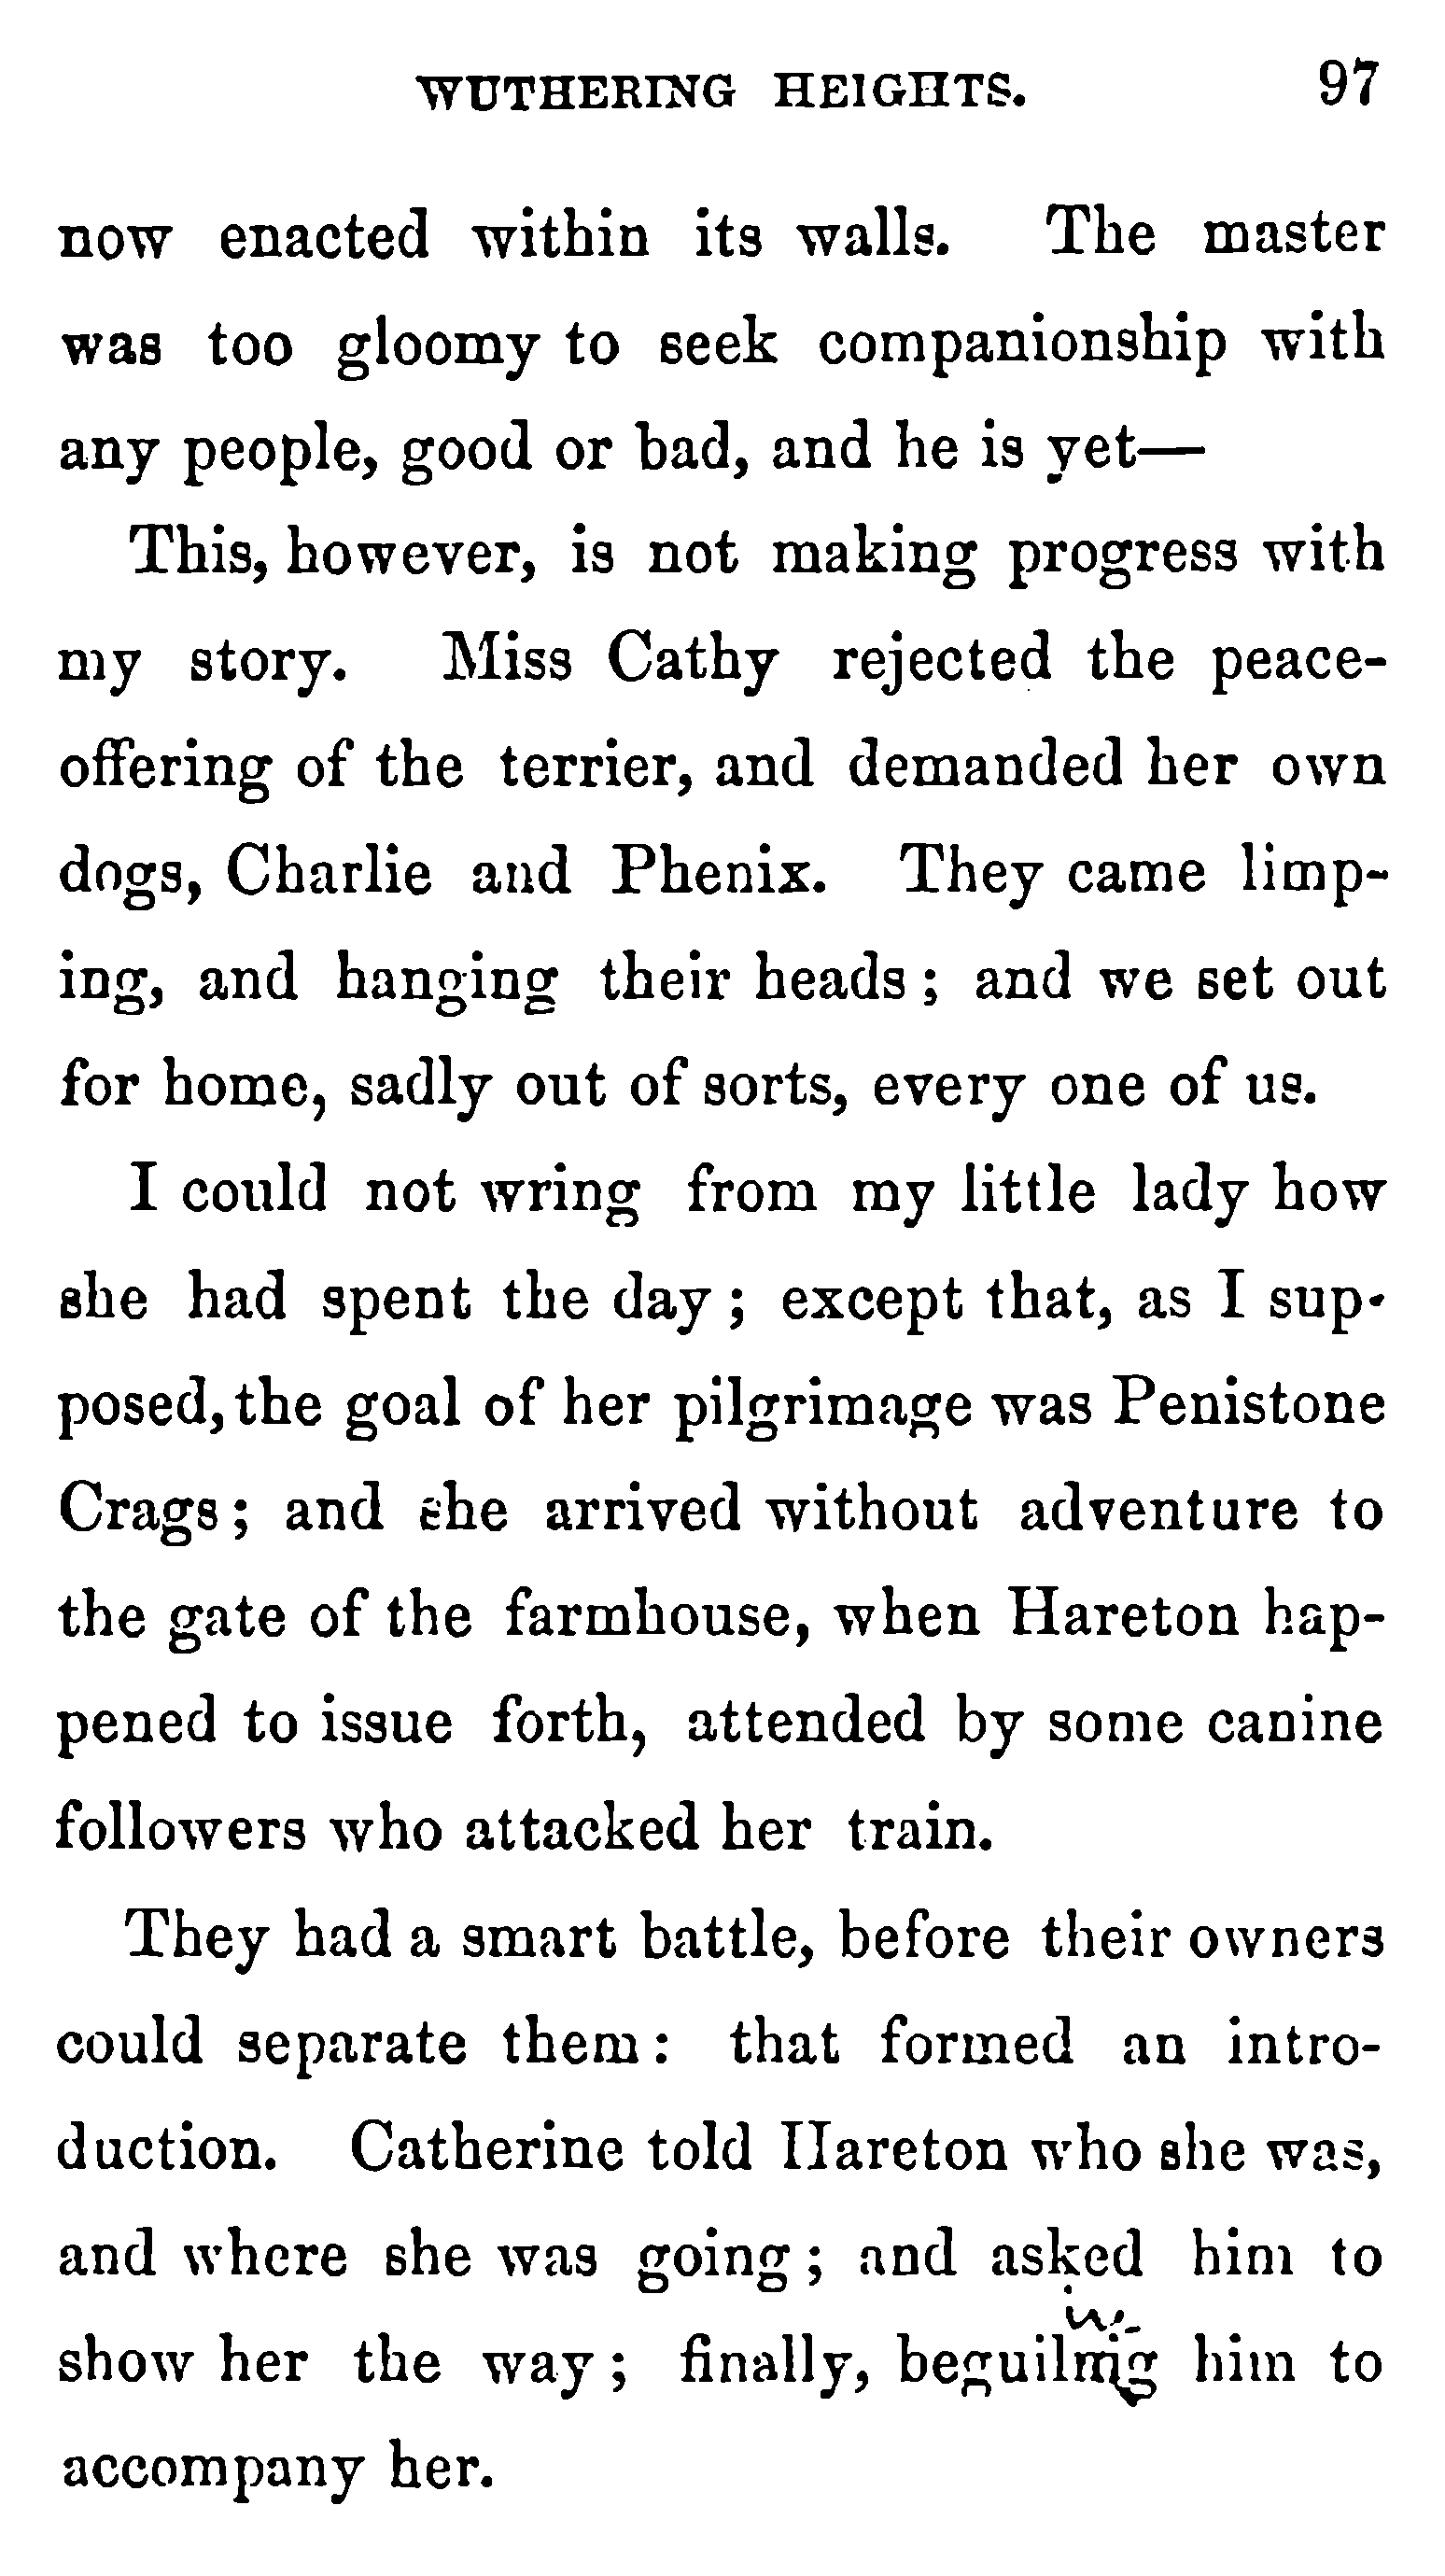 WUTHERING HEIGHTS. 97
now enacted within its walls. The master
was too gloomy to seek companionship with
any people, good or bad, and he is yet—
This, however, is not making progress with
my story. Miss Cathy rejected the peace-
offering of the terrier, and demanded her own
dogs, Charlie and Phenix. They came limp-
ing, and hanging their heads; and we set out
for home, sadly out of sorts, every one of us.
I could not wring from my little lady how
she had spent the day; except that, as I sup-
posed, the goal of her pilgrimage was Penistone
Crags; and she arrived without adventure to
the gate of the farmhouse, when Hareton hap-
pened to issue forth, attended by some canine
followers who attacked her train.
They had a smart battle, before their owners
could separate them: that formed an intro-
duction. Catherine told Hareton who she was,
and where she was going; and asked him to
show her the way; finally, beguilmg him to
accompany her.